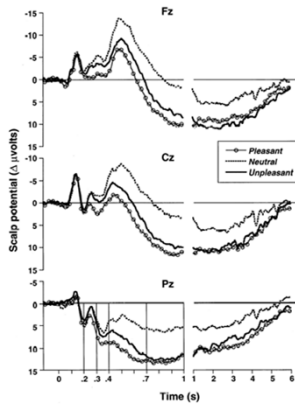 Fz
-15
-10
-5
0
5
10
15
Pleasant
Neutral
Unpleasant
Cz
-10
-5
0
5
10
15
Scalp potential (Δ μvolts)
Pz
-5
0
5
10
15
0 .2 .3 .4 .7 1 1 2 3 4 5 6
Time (s)